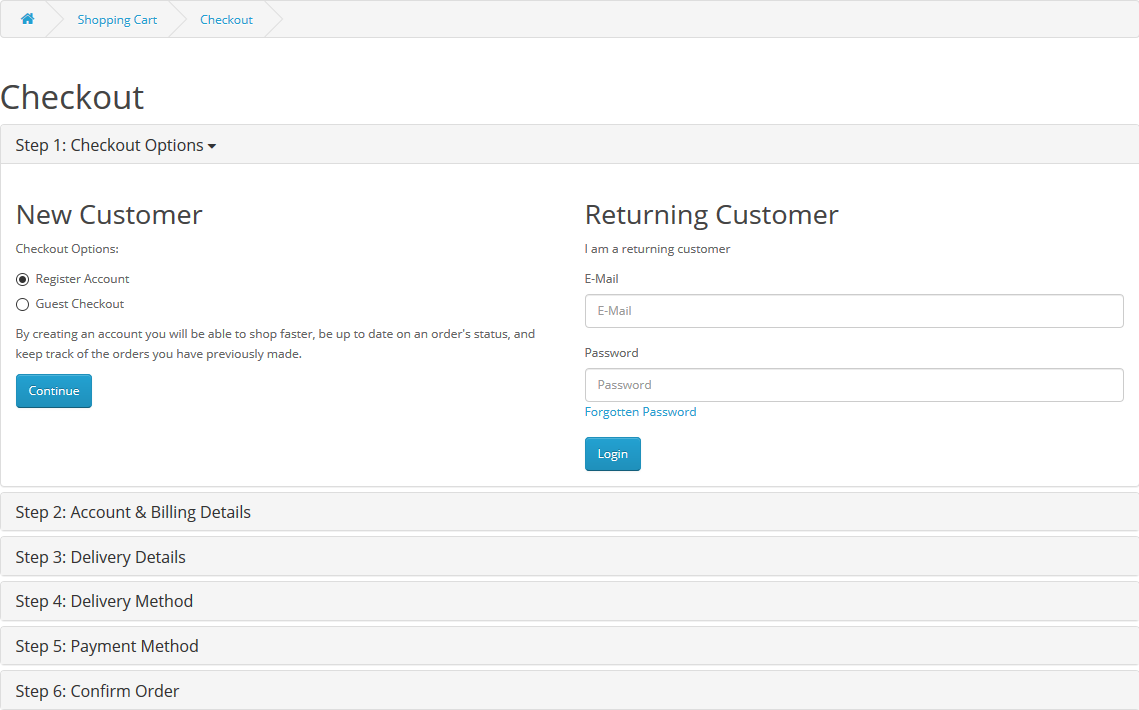 Shopping Cart
Checkout
Checkout
Step 1: Checkout Options
New Customer
Checkout Options:
Register Account
Guest Checkout
By creating an account you will be able to shop faster, be up to date on an order's status, and
keep track of the orders you have previously made.
Continue
Returning Customer
I am a returning customer
E-Mail
E-Mail
Password
Password
Forgotten Password
Login
Step 2: Account & Billing Details
Step 3: Delivery Details
Step 4: Delivery Method
Step 5: Payment Method
Step 6: Confirm Order